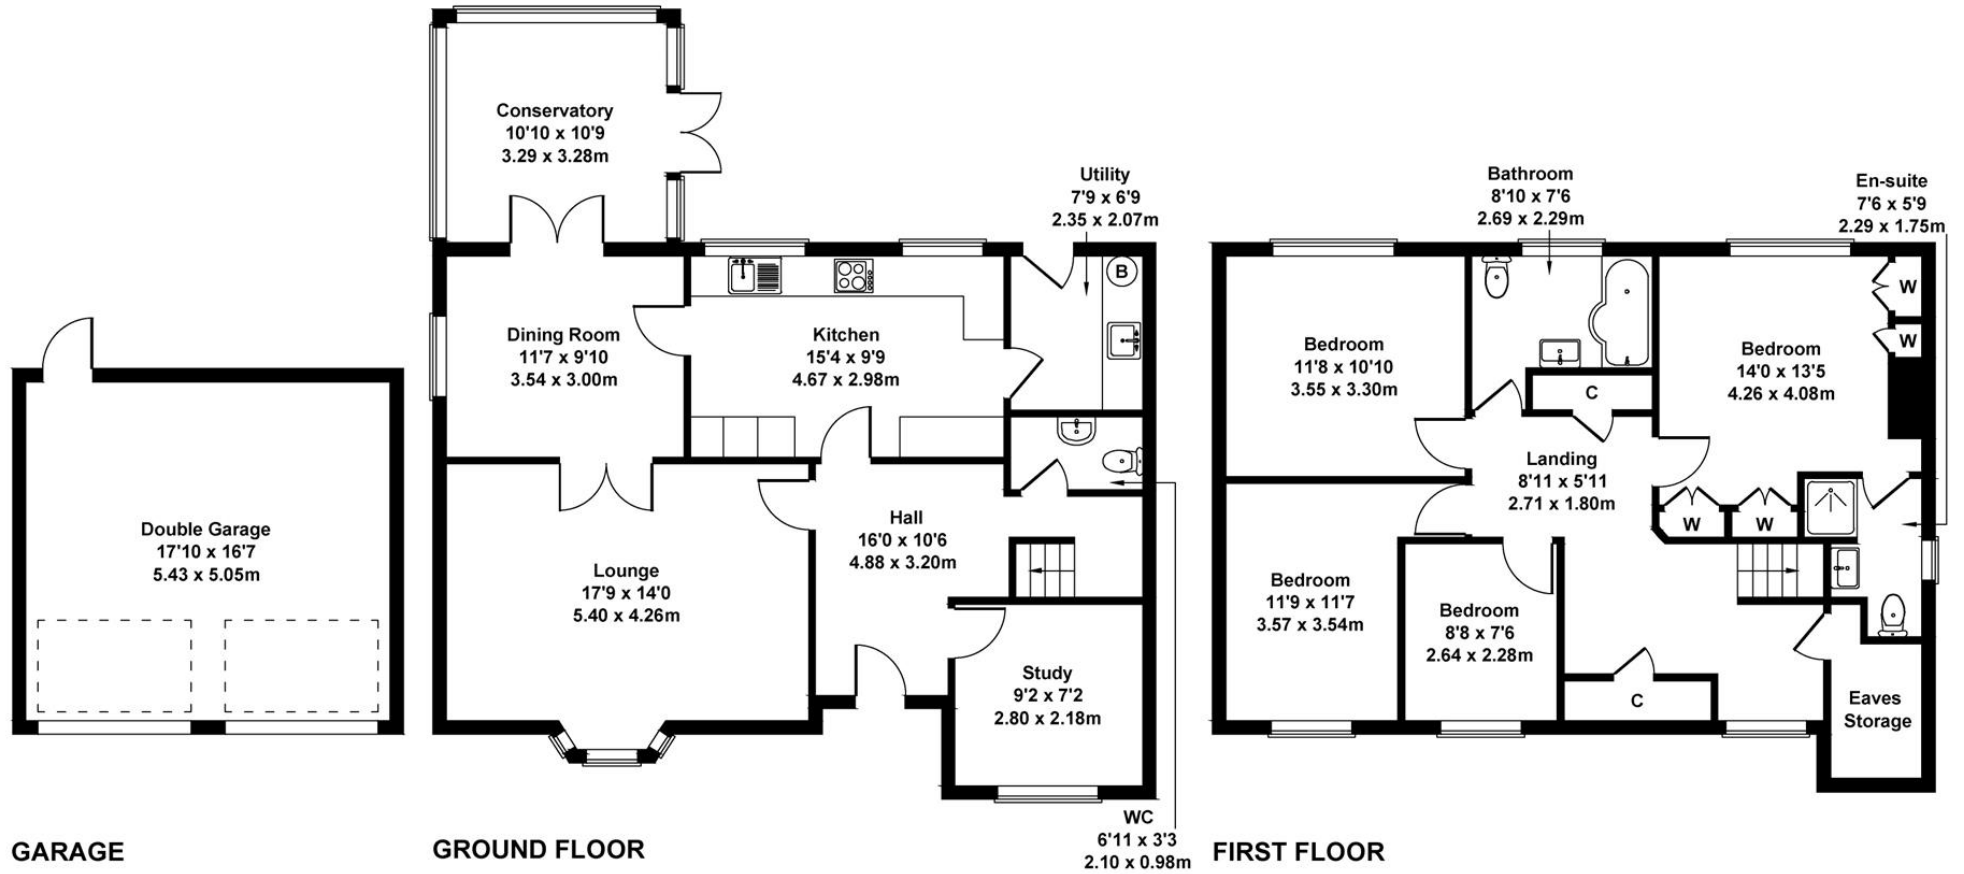 Conservatory
10'10 x 10'9
3.29 x 3.28m
Utility
7'9 x 6'9
2.35 x 2.07m
B
Dining Room
11'7 x 9'10
3.54 x 3.00m
Kitchen
15'4 x 9'9
4.67 x 2.98m
Double Garage
17'10 x 16'7
5.43 x 5.05m
Lounge
17'9 x 14'0
5.40 x 4.26m
Hall
16'0 x 10'6
4.88 x 3.20m
Study
9'2 x 7'2
2.80 x 2.18m
WC
6'11 x 3'3
2.10 x 0.98m
Bathroom
8'10 x 7'6
2.69 x 2.29m
En-suite
7'6 x 5'9
2.29 x 1.75m
Bedroom
11'8 x 10'10
3.55 x 3.30m
C
Bedroom
14'0 x 13'5
4.26 x 4.08m
W
W
Landing
8'11 x 5'11
2.71 x 1.80m
W
W
Bedroom
11'9 x 11'7
3.57 x 3.54m
Bedroom
8'8 x 7'6
2.64 x 2.28m
C
Eaves
Storage
GARAGE
GROUND FLOOR
FIRST FLOOR